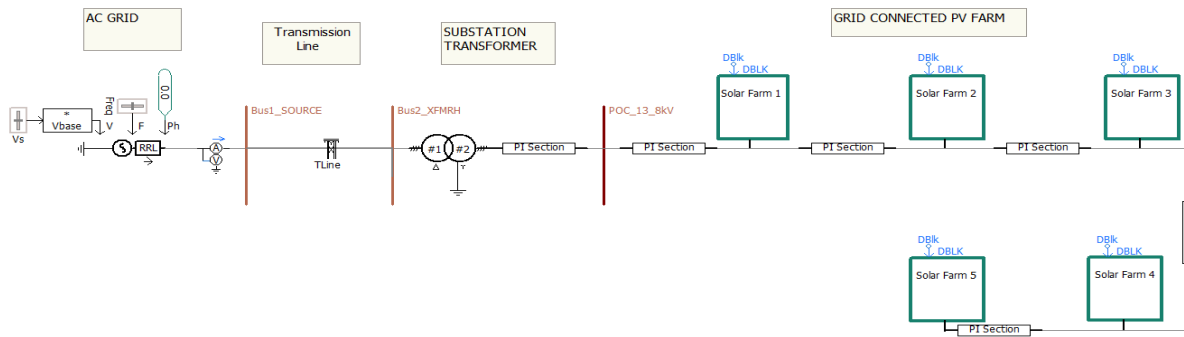 AC GRID
Transmission
Line
SUBSTATION
TRANSFORMER
GRID CONNECTED PV FARM
DBlk
DBLK
DBlk
DBLK
DBlk
DBLK
Solar Farm 1
Solar Farm 2
Solar Farm 3
Vs
*
Vbase
V
Freq
F
0.0
Ph
RRL
A
V
Bus1_SOURCE
TLine
Bus2_XFMRH
#1
#2
PI Section
POC_13_8kV
PI Section
PI Section
PI Section
DBlk
DBLK
DBlk
DBLK
Solar Farm 5
Solar Farm 4
PI Section